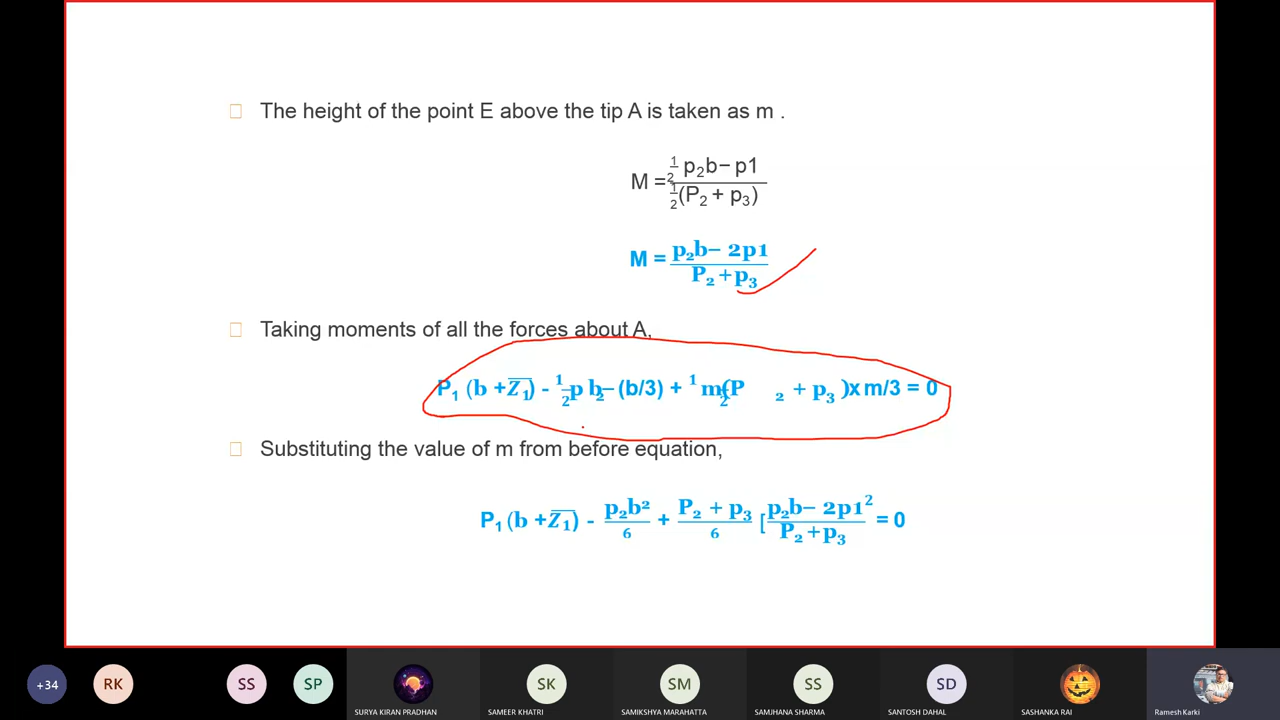 The height of the point E above the tip A is taken as m .
M = ½ p₂b− p1 / ½(P₂ + p₃)
M = p₂b− 2p1 / P₂ +p₃
Taking moments of all the forces about A,
P₁ (b +Z̅₁) - ½p₂ b− (b/3) + ½ m(P₂ + p₃ )x m/3 = 0
Substituting the value of m from before equation,
P₁ (b +Z̅₁) - p₂b²/6 + P₂ + p₃/6 [p₂b− 2p1²/P₂ +p₃ = 0
+34
RK
SS
SP
SK
SM
SS
SD
SURYA KIRAN PRADHAN
SAMEER KHATRI
SAMIKSHYA MARAHATTA
SAMJHANA SHARMA
SANTOSH DAHAL
SASHANKA RAI
Ramesh Karki